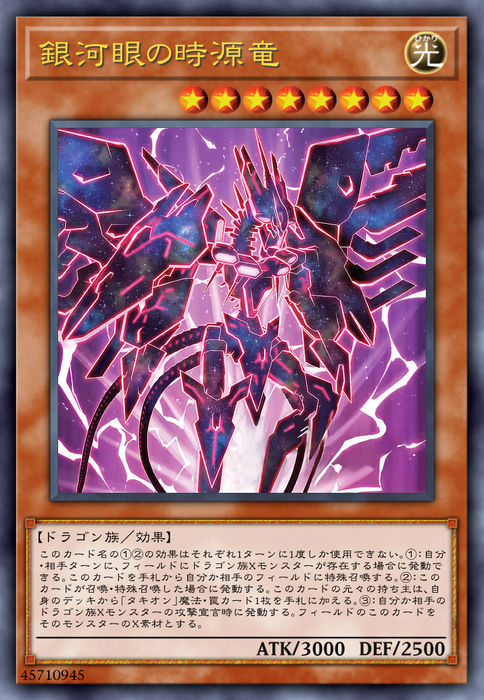 銀河眼の時源竜
ひかり
光
【ドラゴン族／効果】
このカード名の①②の効果はそれぞれ1ターンに1度しか使用できない。①：自分
・相手ターンに、フィールドにドラゴン族Xモンスターが存在する場合に発動で
きる。このカードを手札から自分か相手のフィールドに特殊召喚する。②：この
カードが召喚・特殊召喚した場合に発動する。このカードの元々の持ち主は、自
身のデッキから「タキオン」魔法・罠カード1枚を手札に加える。③：自分か相手の
ドラゴン族Xモンスターの攻撃宣言時に発動する。フィールドのこのカードを
そのモンスターのX素材とする。
ATK/3000 DEF/2500
45710945